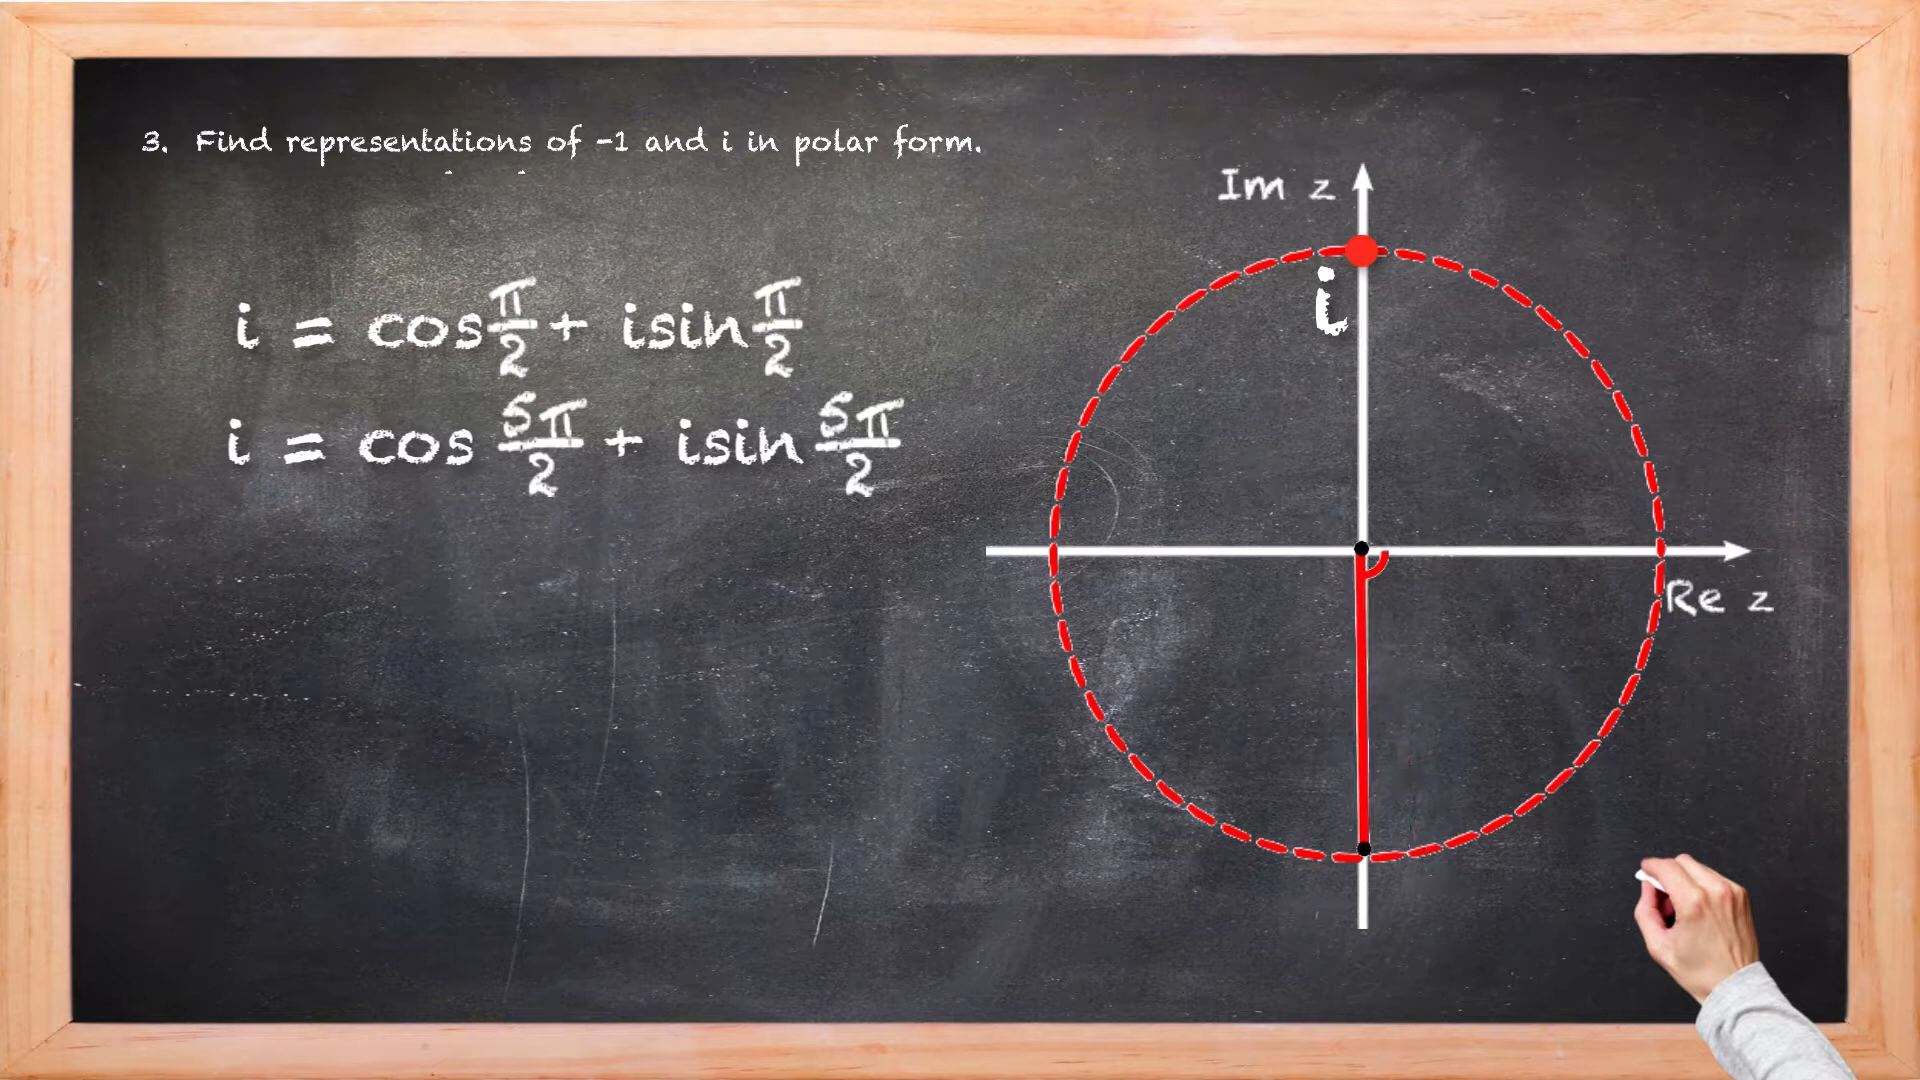 3. Find representations of -1 and i in polar form.
i = cos π/2 + isin π/2
i = cos 5π/2 + isin 5π/2
Im z
i
Re z